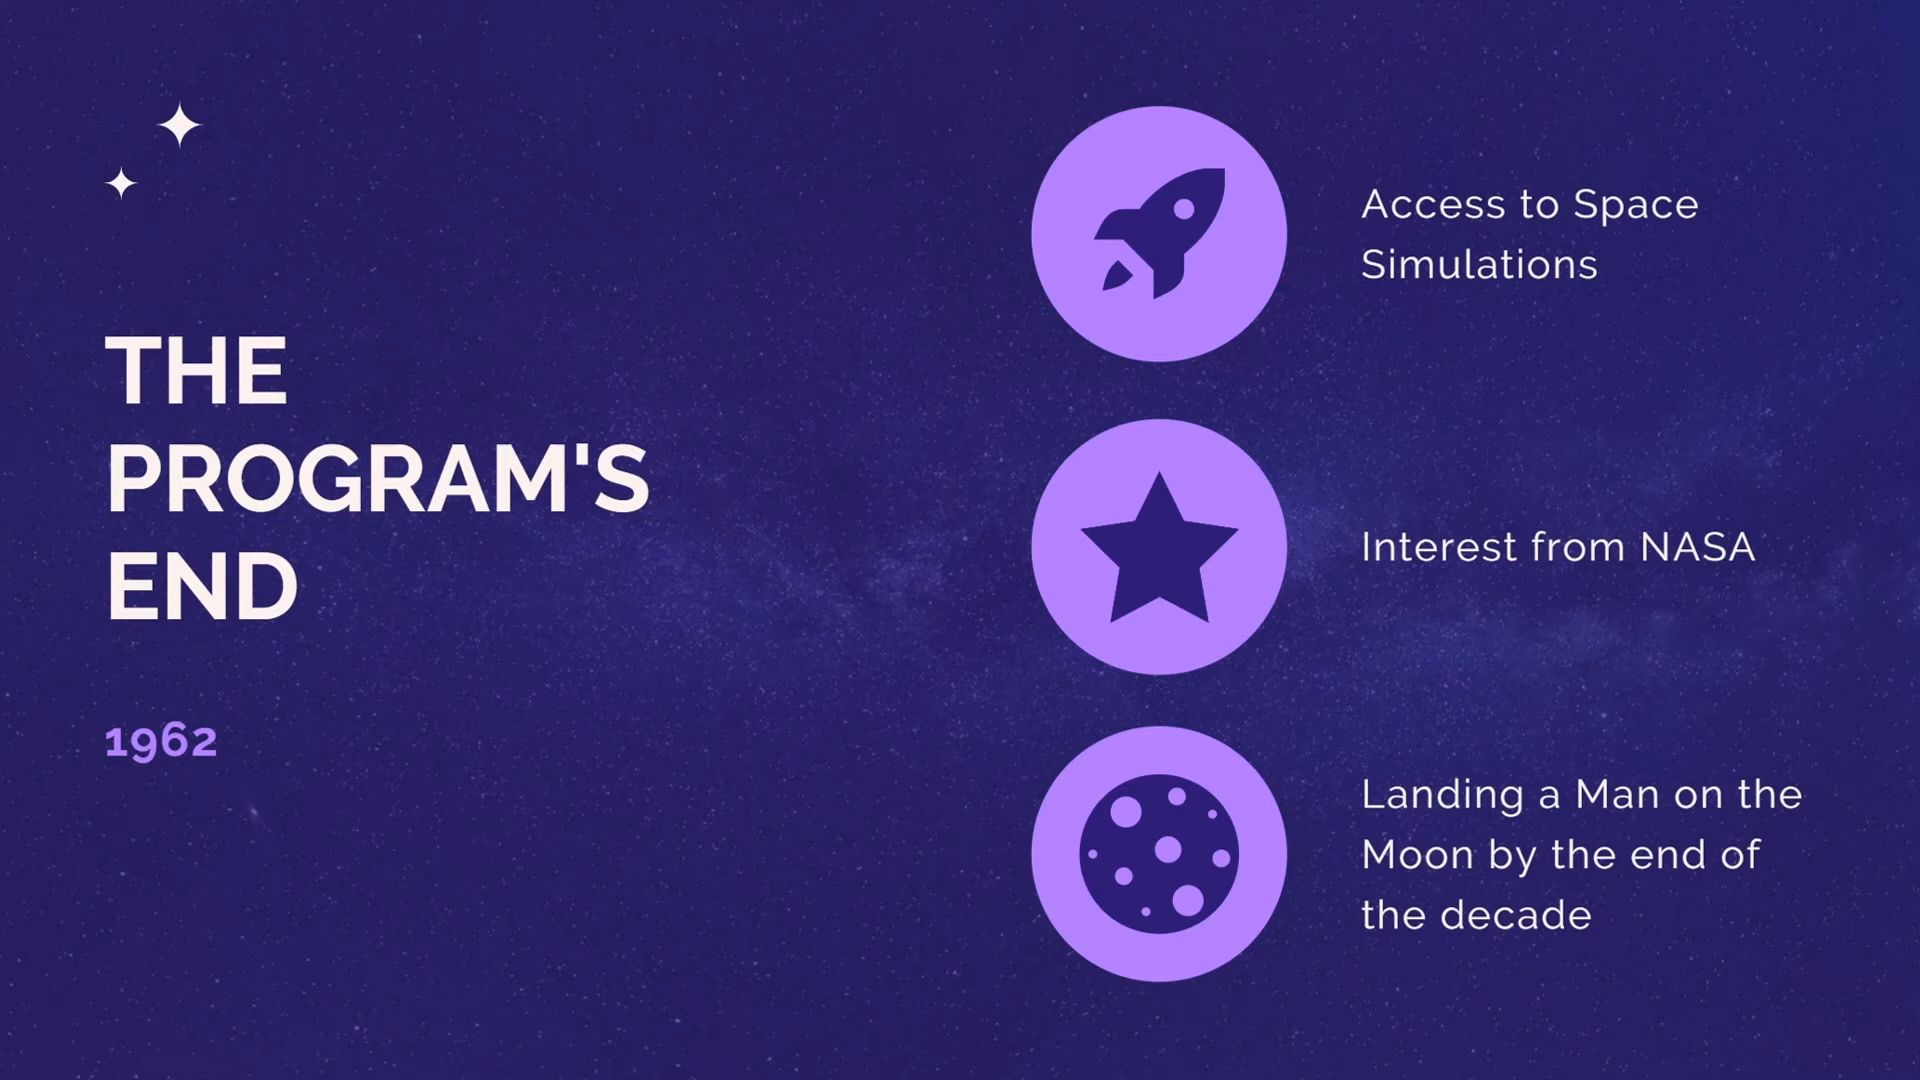 THE
PROGRAM'S
END
1962
Access to Space
Simulations
Interest from NASA
Landing a Man on the
Moon by the end of
the decade